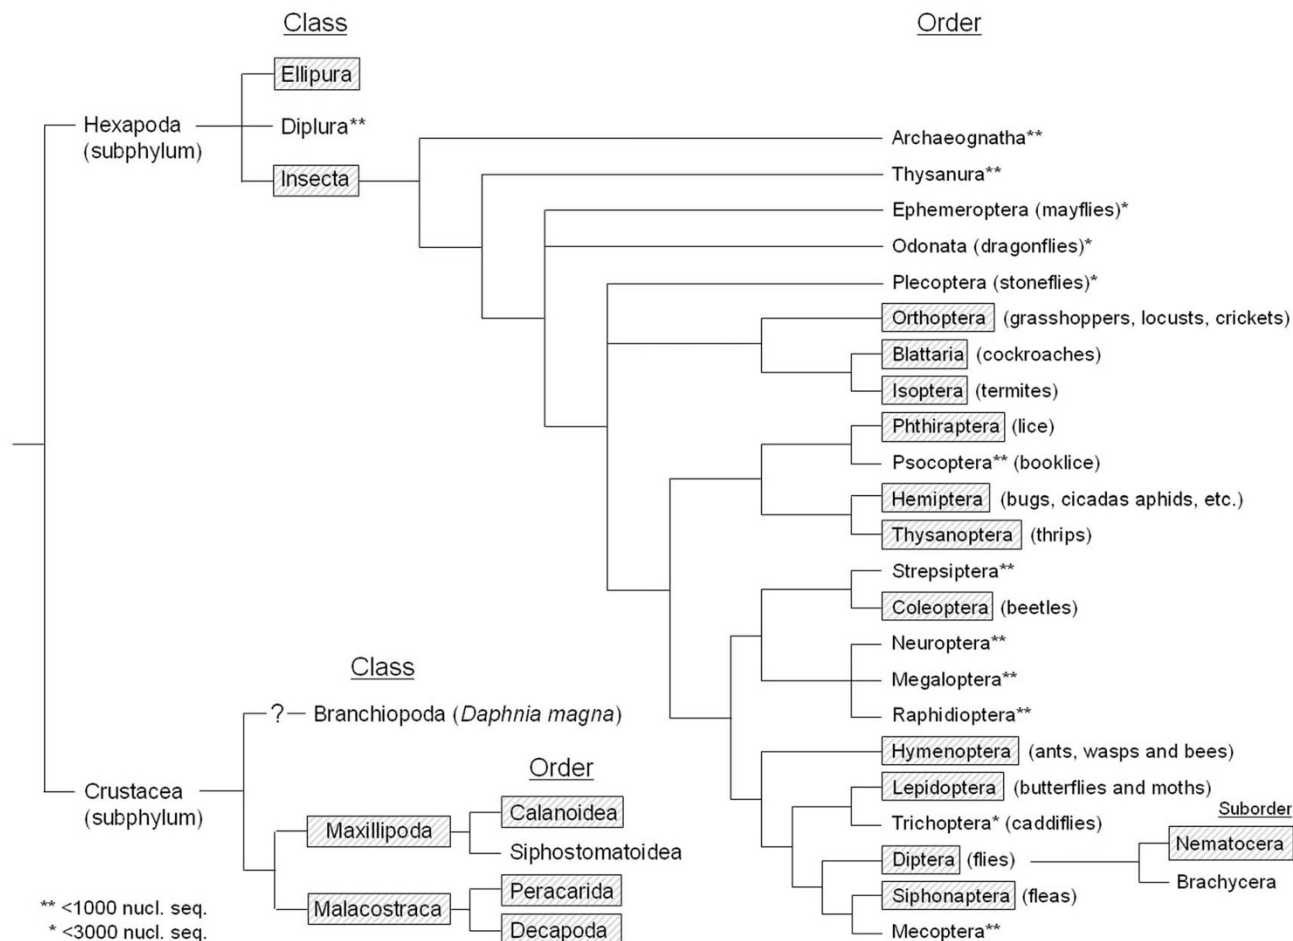 Class
Order
Ellipura
Hexapoda
(subphylum)
Diplura**
Insecta
Archaeognatha**
Thysanura**
Ephemeroptera (mayflies)*
Odonata (dragonflies)*
Plecoptera (stoneflies)*
Orthoptera (grasshoppers, locusts, crickets)
Blattaria (cockroaches)
Isoptera (termites)
Phthiraptera (lice)
Psocoptera** (booklice)
Hemiptera (bugs, cicadas aphids, etc.)
Thysanoptera (thrips)
Strepsiptera**
Coleoptera (beetles)
Neuroptera**
Megaloptera**
Raphidioptera**
Hymenoptera (ants, wasps and bees)
Lepidoptera (butterflies and moths)
Trichoptera* (caddiflies)
Suborder
Diptera (flies)
Nematocera
Brachycera
Siphonaptera (fleas)
Mecoptera**
Class
? Branchiopoda (Daphnia magna)
Crustacea
(subphylum)
Order
Maxillipoda
Calanoidea
Siphostomatoidea
Malacostraca
Peracarida
Decapoda
** <1000 nucl. seq.
* <3000 nucl. seq.